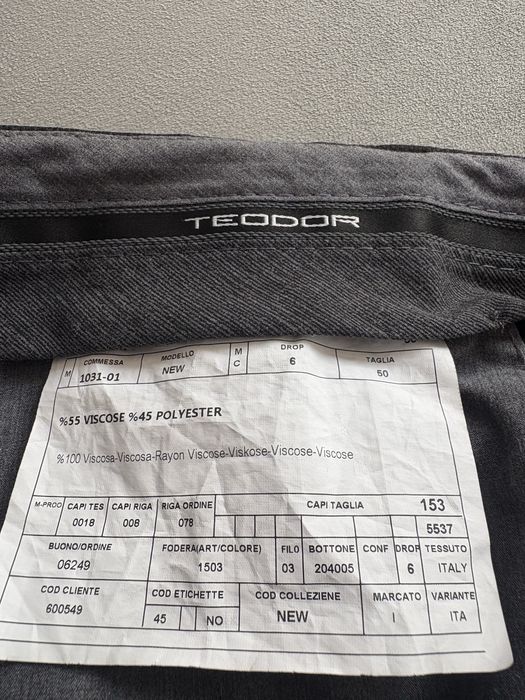 TEODOR
COMMESSA MODELLO M DROP TAGLIA
M 1031-01 NEW C 6 50
%55 VISCOSE %45 POLYESTER
%100 Viscosa-Viscosa-Rayon Viscose-Viskose-Viscose-Viscose
M-PROD CAPI TES CAPI RIGA RIGA ORDINE CAPI TAGLIA 153
0018 008 078
5537
BUONO/ORDINE FODERA(ART/COLORE) FILO BOTTONE CONF DROP TESSUTO
06249 1503 03 204005 6 ITALY
COD CLIENTE COD ETICHETTE COD COLLEZIENE MARCATO VARIANTE
600549 45 NO NEW I ITA